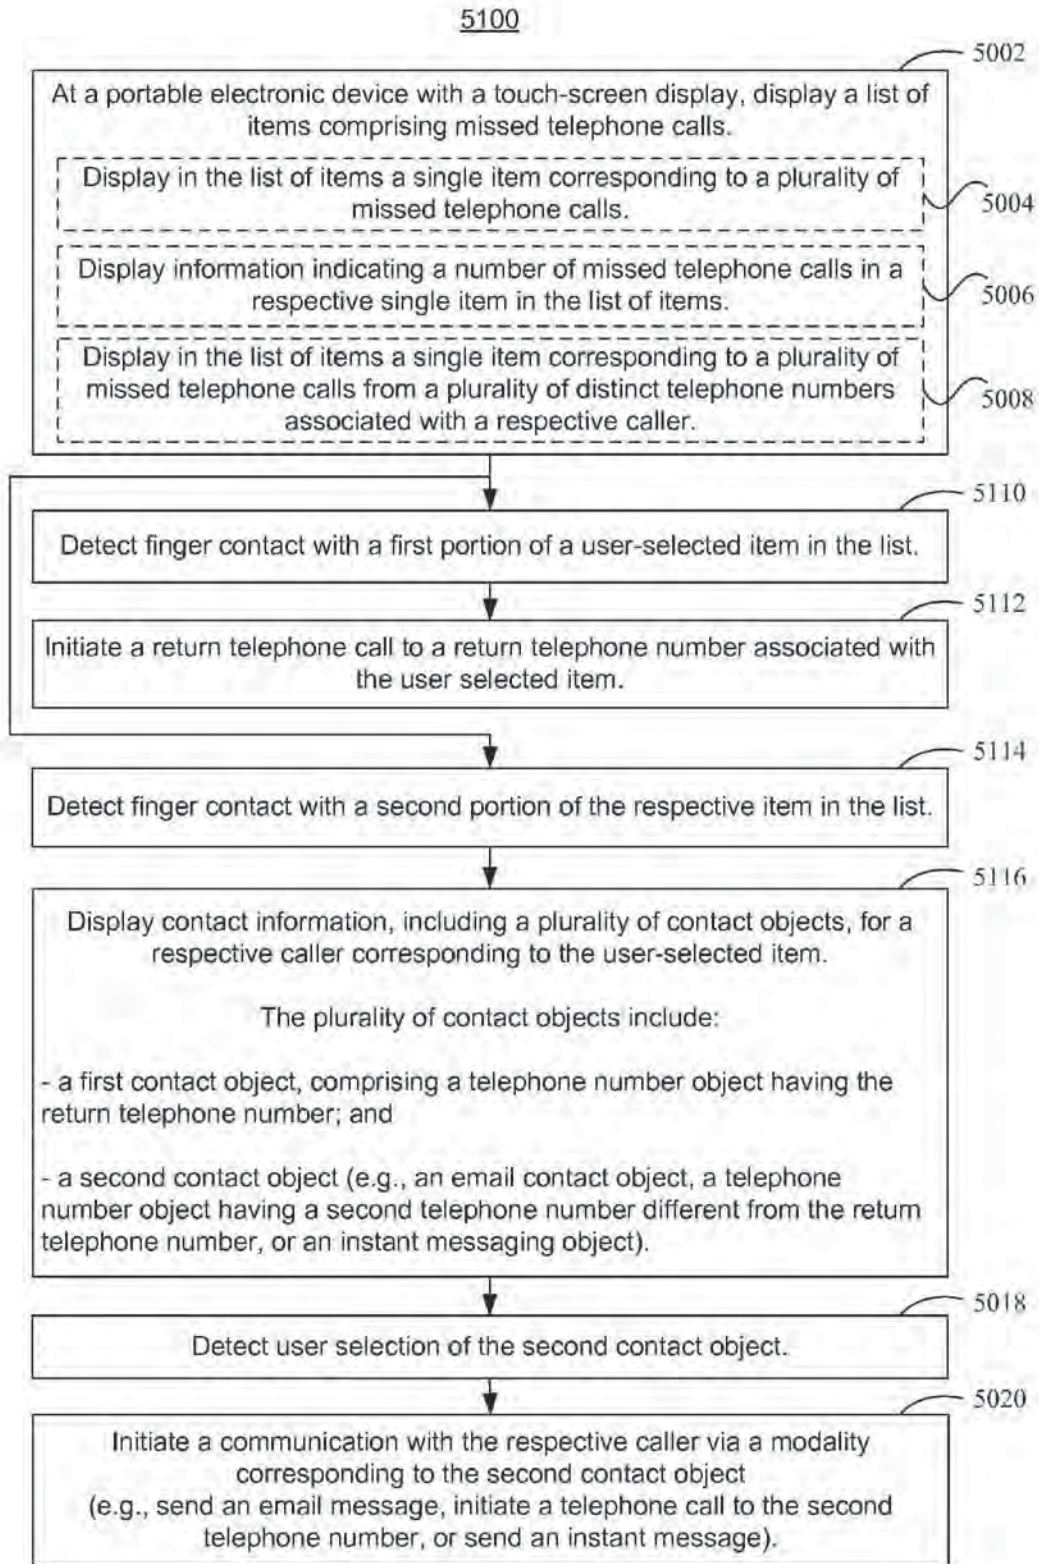 5100
5002
At a portable electronic device with a touch-screen display, display a list of
items comprising missed telephone calls.
Display in the list of items a single item corresponding to a plurality of
missed telephone calls.
5004
Display information indicating a number of missed telephone calls in a
respective single item in the list of items.
5006
Display in the list of items a single item corresponding to a plurality of
missed telephone calls from a plurality of distinct telephone numbers
associated with a respective caller.
5008
5110
Detect finger contact with a first portion of a user-selected item in the list.
5112
Initiate a return telephone call to a return telephone number associated with
the user selected item.
5114
Detect finger contact with a second portion of the respective item in the list.
5116
Display contact information, including a plurality of contact objects, for a
respective caller corresponding to the user-selected item.
The plurality of contact objects include:
- a first contact object, comprising a telephone number object having the
return telephone number; and
- a second contact object (e.g., an email contact object, a telephone
number object having a second telephone number different from the return
telephone number, or an instant messaging object).
5018
Detect user selection of the second contact object.
5020
Initiate a communication with the respective caller via a modality
corresponding to the second contact object
(e.g., send an email message, initiate a telephone call to the second
telephone number, or send an instant message).